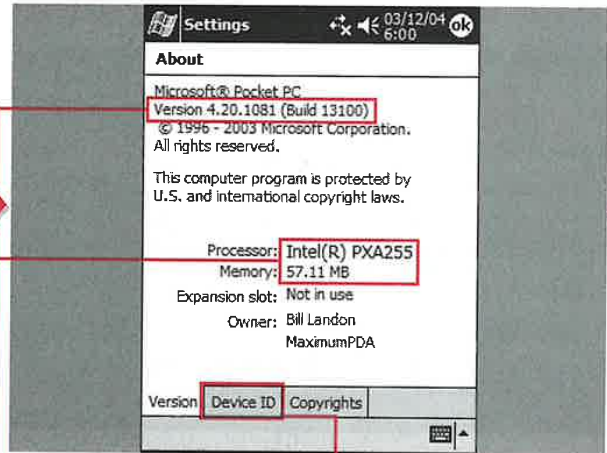 Settings
03/12/04
6:00
ok
About
Microsoft® Pocket PC
Version 4.20.1081 (Build 13100)
© 1996 - 2003 Microsoft Corporation.
All rights reserved.
This computer program is protected by
U.S. and international copyright laws.
Processor: Intel(R) PXA255
Memory: 57.11 MB
Expansion slot: Not in use
Owner: Bill Landon
MaximumPDA
Version Device ID Copyrights